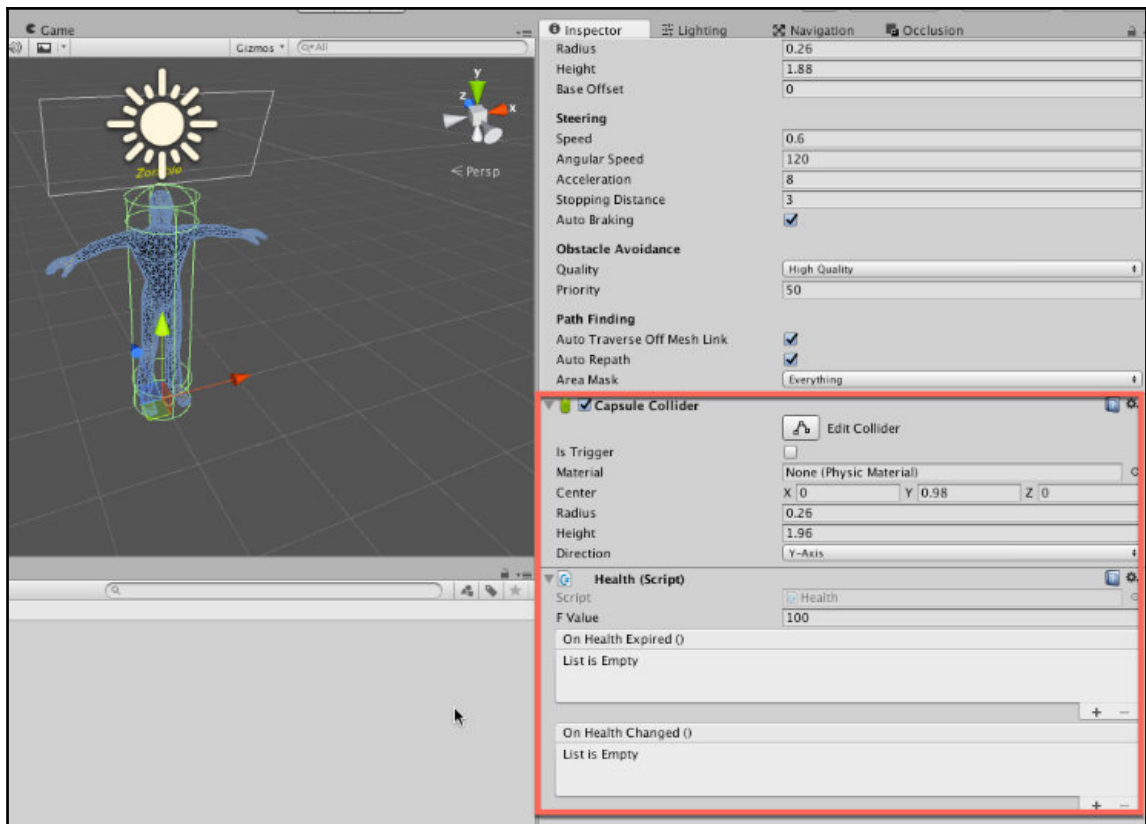 Game
Inspector Lighting Navigation Occlusion
Gizmos All
Radius 0.26
Height 1.88
Base Offset 0
y
z
x
Persp
Zombie
Steering
Speed 0.6
Angular Speed 120
Acceleration 8
Stopping Distance 3
Auto Braking
Obstacle Avoidance
Quality High Quality
Priority 50
Path Finding
Auto Traverse Off Mesh Link
Auto Repath
Area Mask Everything
Capsule Collider
Edit Collider
Is Trigger
Material None (Physic Material)
Center X 0 Y 0.98 Z 0
Radius 0.26
Height 1.96
Direction Y-Axis
Health (Script)
Script Health
F Value 100
On Health Expired ()
List is Empty
+ −
On Health Changed ()
List is Empty
+ −